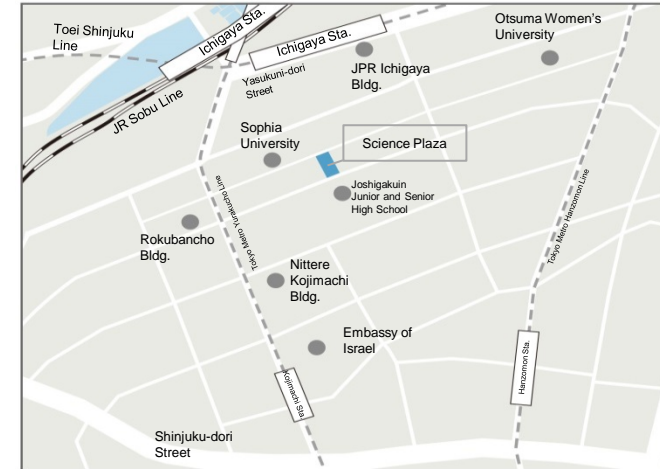 Toei Shinjuku
Line
Ichigaya Sta.
Ichigaya Sta.
Otsuma Women's
University
JR Sobu Line
Yasukuni-dori
Street
JPR Ichigaya
Bldg.
Sophia
University
Science Plaza
Joshigakuin
Junior and Senior
High School
Tokyo Metro Yurakucho Line
Tokyo Metro Hanzomon Line
Rokubancho
Bldg.
Nittere
Kojimachi
Bldg.
Embassy of
Israel
Kojimachi Sta.
Hanzomon Sta.
Shinjuku-dori
Street